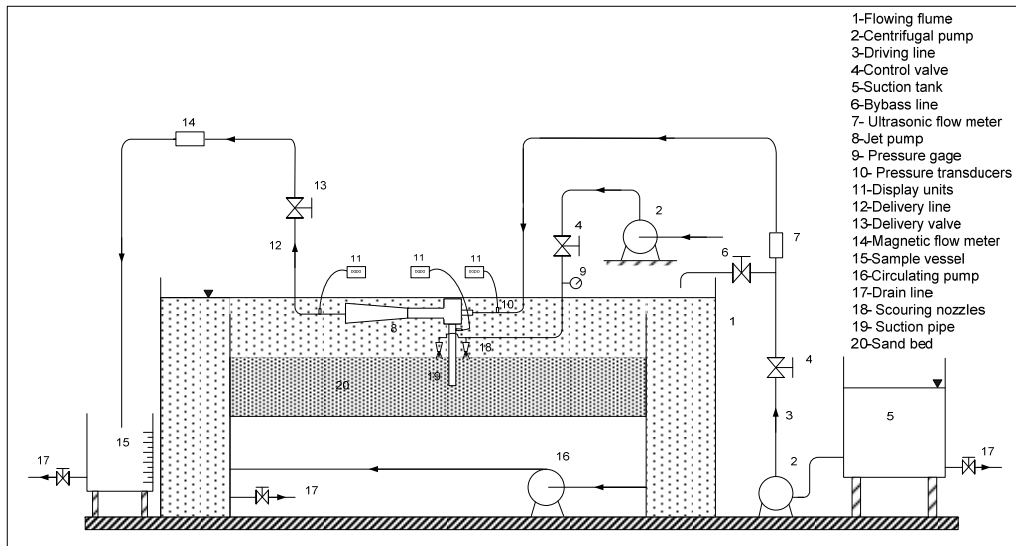 1-Flowing flume
2-Centrifugal pump
3-Driving line
4-Control valve
5-Suction tank
6-Bybass line
7- Ultrasonic flow meter
8-Jet pump
9- Pressure gage
10- Pressure transducers
11-Display units
12-Delivery line
13-Delivery valve
14-Magnetic flow meter
15-Sample vessel
16-Circulating pump
17-Drain line
18- Scouring nozzles
19- Suction pipe
20-Sand bed
14
13
2
4
7
12
6
11
11
11
9
10
1
8
18
4
19
20
5
3
15
17
16
2
17
17